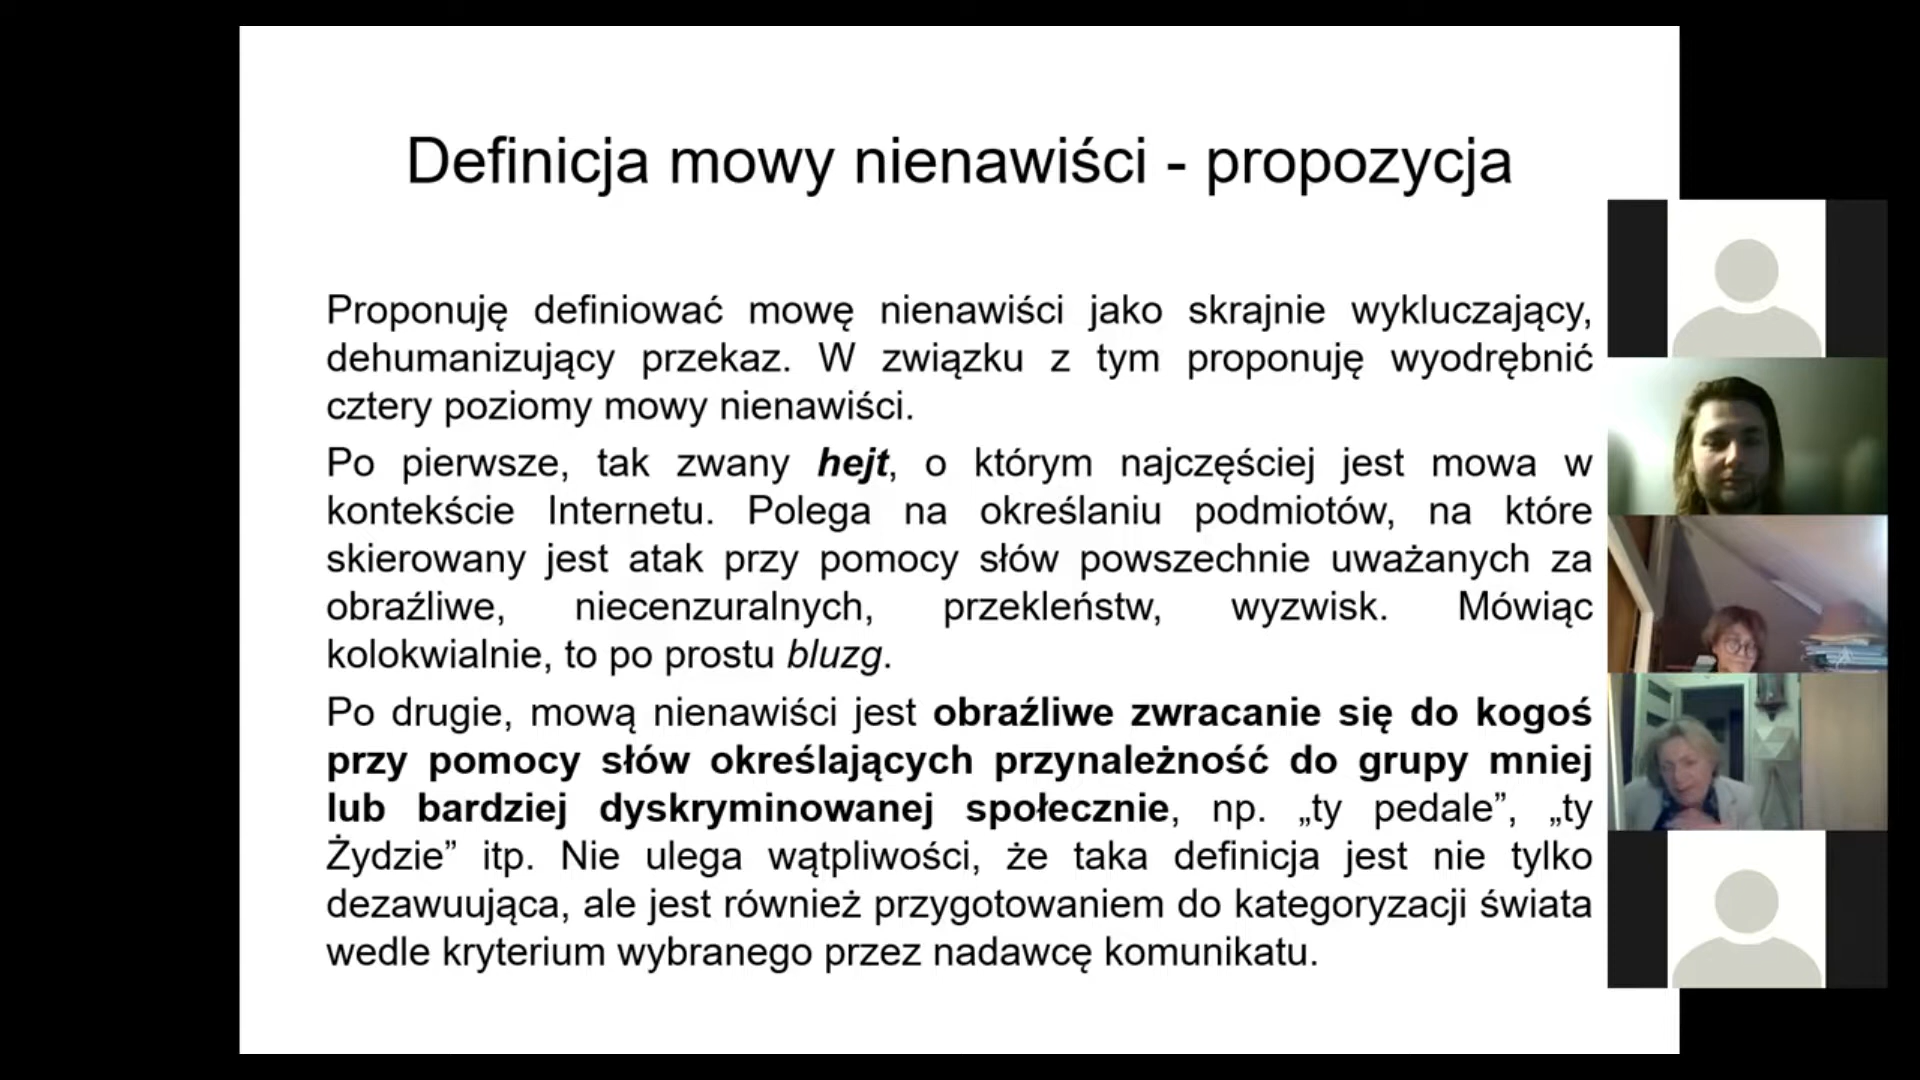 Definicja mowy nienawiści - propozycja
Proponuję definiować mowę nienawiści jako skrajnie wykluczający,
dehumanizujący przekaz. W związku z tym proponuję wyodrębnić
cztery poziomy mowy nienawiści.
Po pierwsze, tak zwany hejt, o którym najczęściej jest mowa w
kontekście Internetu. Polega na określaniu podmiotów, na które
skierowany jest atak przy pomocy słów powszechnie uważanych za
obraźliwe, niecenzuralnych, przekleństw, wyzwisk. Mówiąc
kolokwialnie, to po prostu bluzg.
Po drugie, mową nienawiści jest obraźliwe zwracanie się do kogoś
przy pomocy słów określających przynależność do grupy mniej
lub bardziej dyskryminowanej społecznie, np. „ty pedale”, „ty
Żydzie” itp. Nie ulega wątpliwości, że taka definicja jest nie tylko
dezawuująca, ale jest również przygotowaniem do kategoryzacji świata
wedle kryterium wybranego przez nadawcę komunikatu.